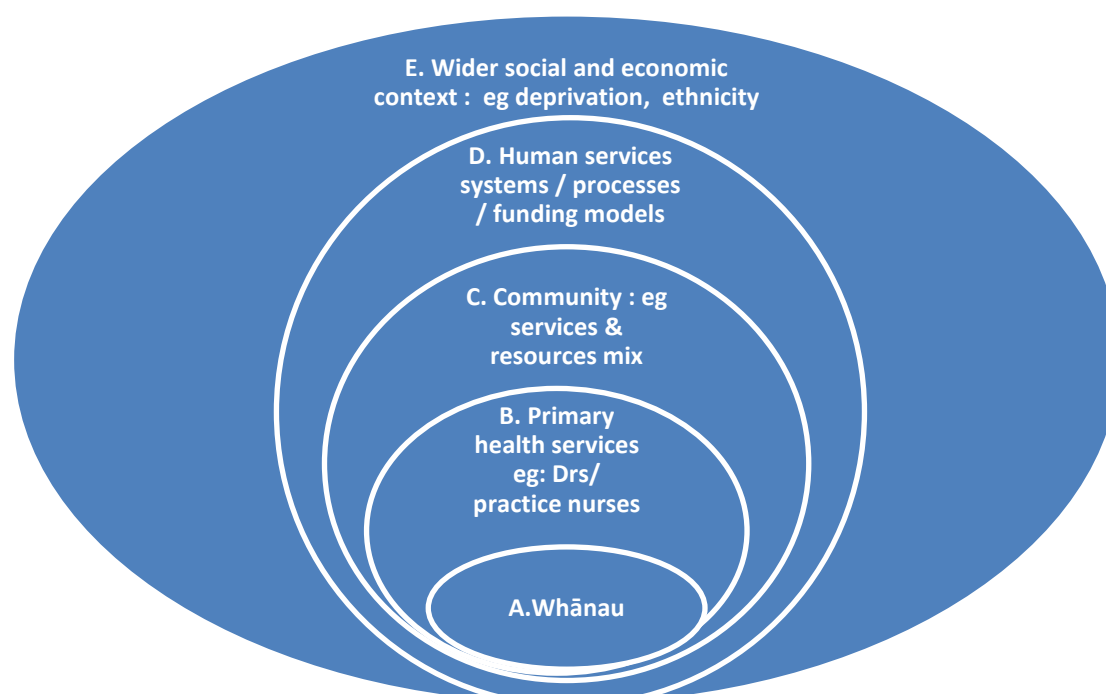 E. Wider social and economic
context :  eg deprivation,  ethnicity
D. Human services
systems / processes
/ funding models
C. Community : eg
services &
resources mix
B. Primary
health services
eg: Drs/
practice nurses
A.Whānau